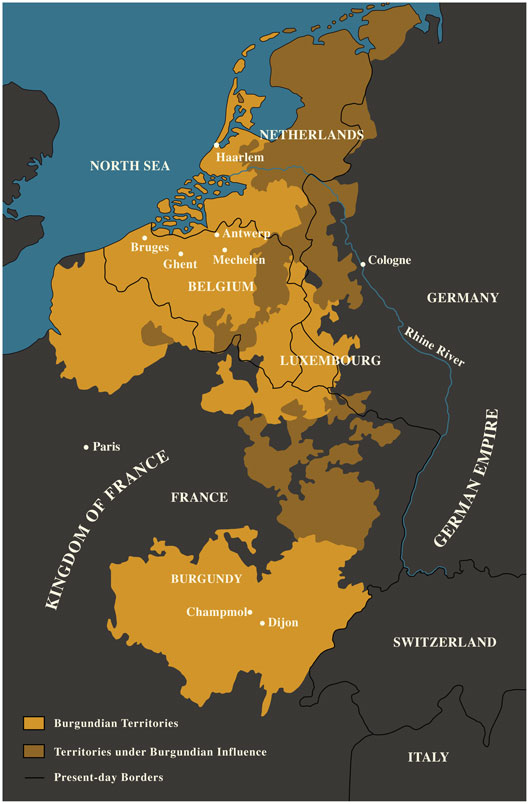 NETHERLANDS
Haarlem
NORTH SEA
Antwerp
Bruges
Ghent
Mechelen
BELGIUM
Cologne
GERMANY
Rhine River
LUXEMBOURG
Paris
KINGDOM OF FRANCE
FRANCE
GERMAN EMPIRE
BURGUNDY
Champmol
Dijon
SWITZERLAND
ITALY
Burgundian Territories
Territories under Burgundian Influence
Present-day Borders